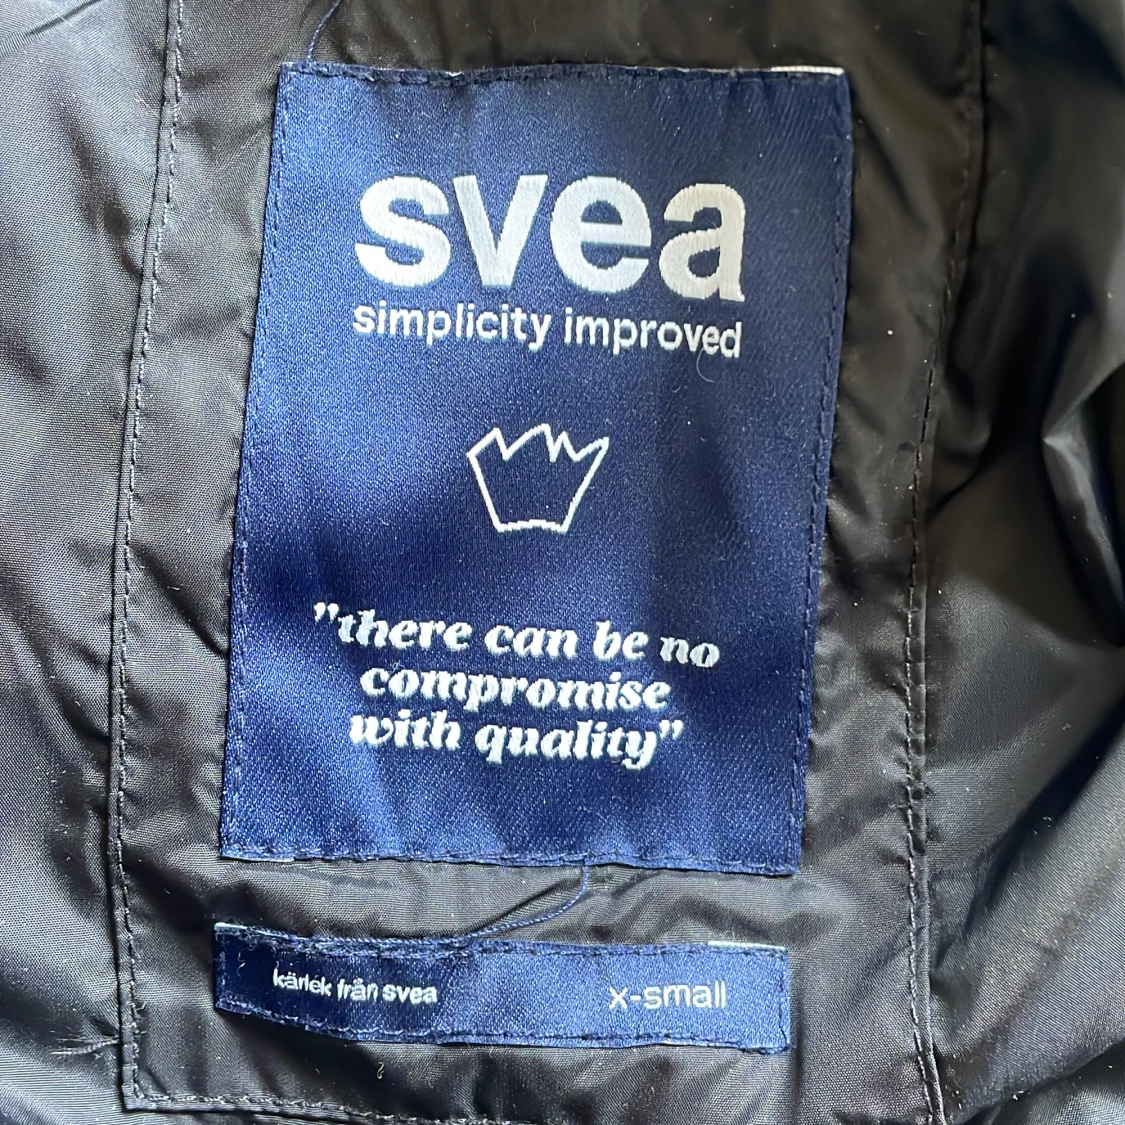 svea
simplicity improved
"there can be no
compromise
with quality"
kärlek från svea
x-small